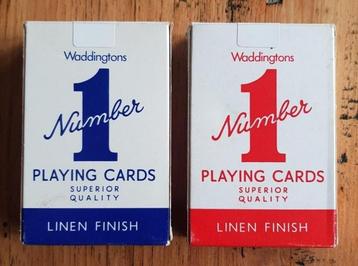 Waddingtons
Number 1
PLAYING CARDS
SUPERIOR
QUALITY
LINEN FINISH
Waddingtons
Number 1
PLAYING CARDS
SUPERIOR
QUALITY
LINEN FINISH